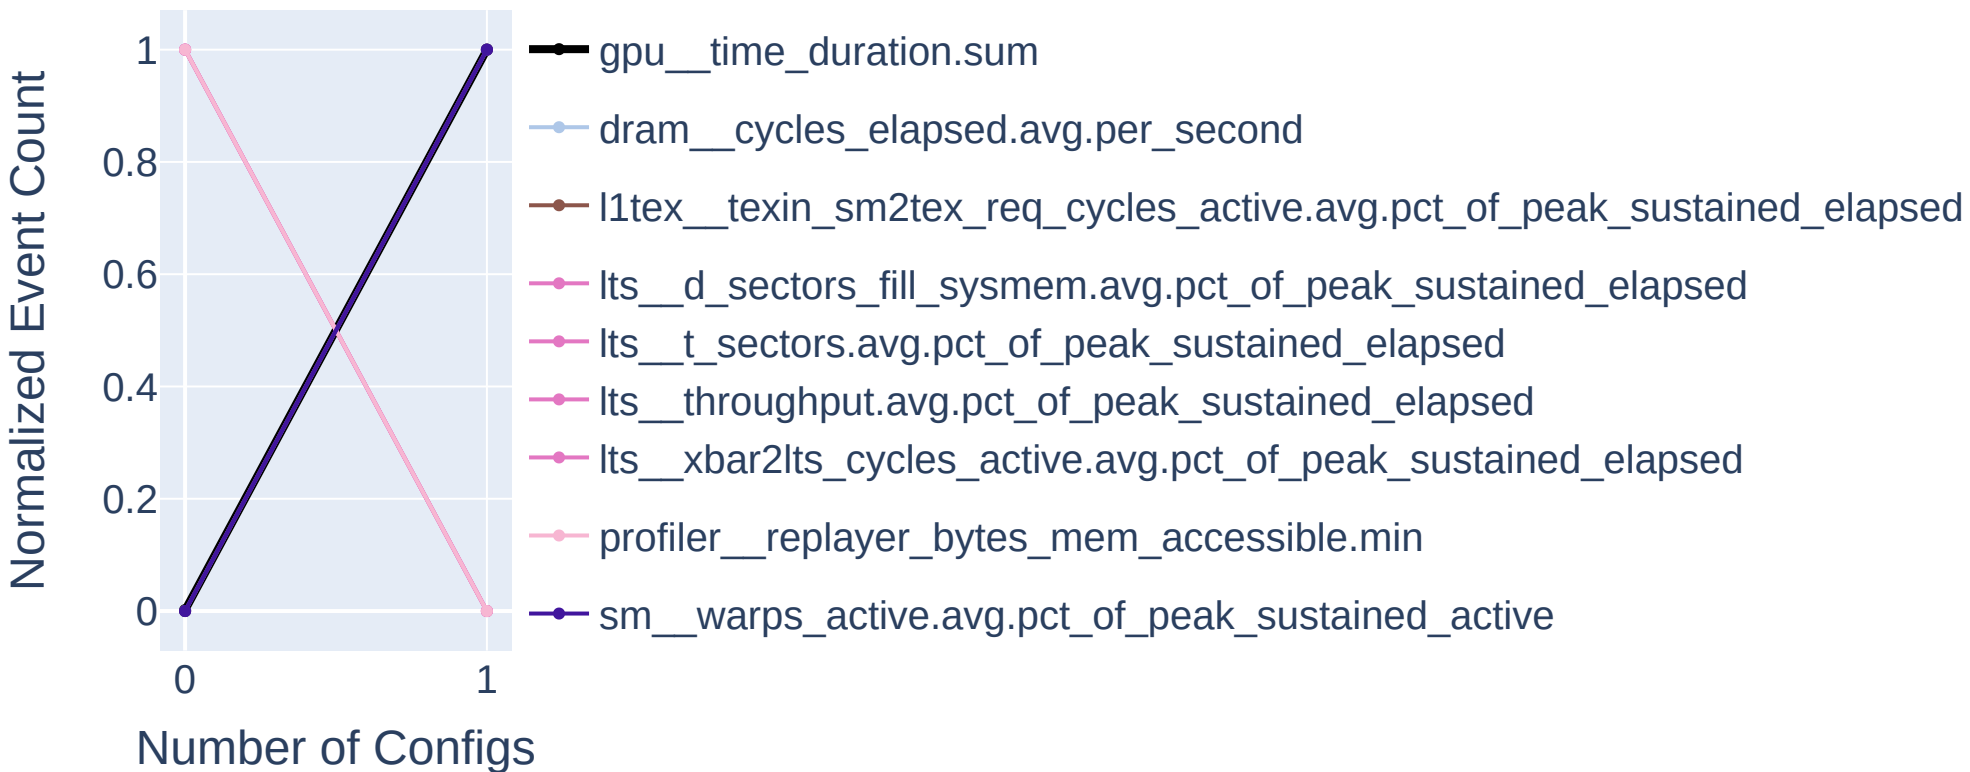 Normalized Event Count
1
0.8
0.6
0.4
0.2
0
0
1
Number of Configs
gpu__time_duration.sum
dram__cycles_elapsed.avg.per_second
l1tex__texin_sm2tex_req_cycles_active.avg.pct_of_peak_sustained_elapsed
lts__d_sectors_fill_sysmem.avg.pct_of_peak_sustained_elapsed
lts__t_sectors.avg.pct_of_peak_sustained_elapsed
lts__throughput.avg.pct_of_peak_sustained_elapsed
lts__xbar2lts_cycles_active.avg.pct_of_peak_sustained_elapsed
profiler__replayer_bytes_mem_accessible.min
sm__warps_active.avg.pct_of_peak_sustained_active